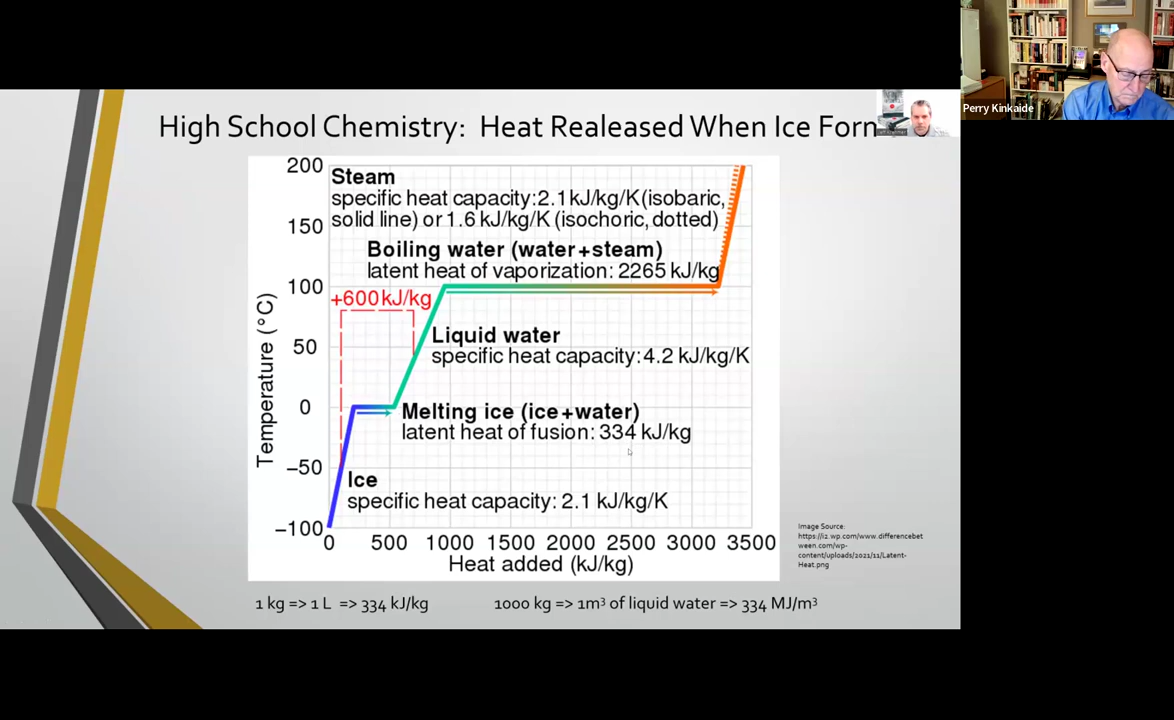 High School Chemistry: Heat Realeased When Ice Forn
Perry Kinkaide
200
Steam
specific heat capacity:2.1 kJ/kg/K(isobaric,
150
solid line) or 1.6 kJ/kg/K (isochoric, dotted)
Boiling water (water+steam)
latent heat of vaporization: 2265 kJ/kg
100
+600kJ/kg
Liquid water
50
specific heat capacity:4.2 kJ/kg/K
0
Melting ice (ice+water)
latent heat of fusion: 334 kJ/kg
−50
Ice
specific heat capacity: 2.1 kJ/kg/K
−100
Temperature (°C)
0 500 1000 1500 2000 2500 3000 3500
Heat added (kJ/kg)
Image Source:
https://i2.wp.com/www.differencebet
ween.com/wp-
content/uploads/2021/11/Latent-
Heat.png
1 kg => 1 L => 334 kJ/kg
1000 kg => 1m³ of liquid water => 334 MJ/m³